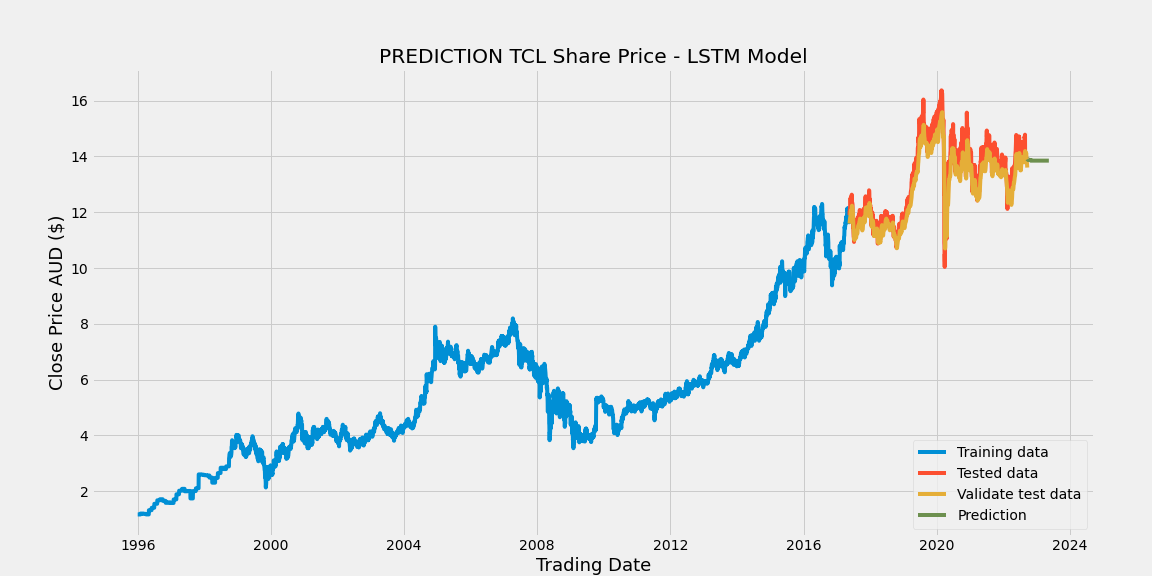 PREDICTION TCL Share Price - LSTM Model
Close Price AUD ($)
16
14
12
10
8
6
4
2
Training data
Tested data
Validate test data
Prediction
1996
2000
2004
2008
2012
2016
2020
2024
Trading Date